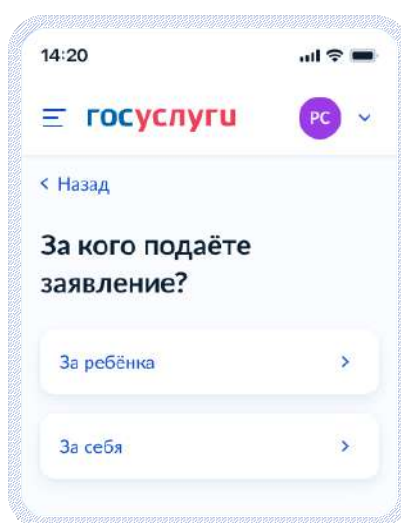 14:20
госуслуги
РС
Назад
За кого подаёте
заявление?
За ребёнка
За себя